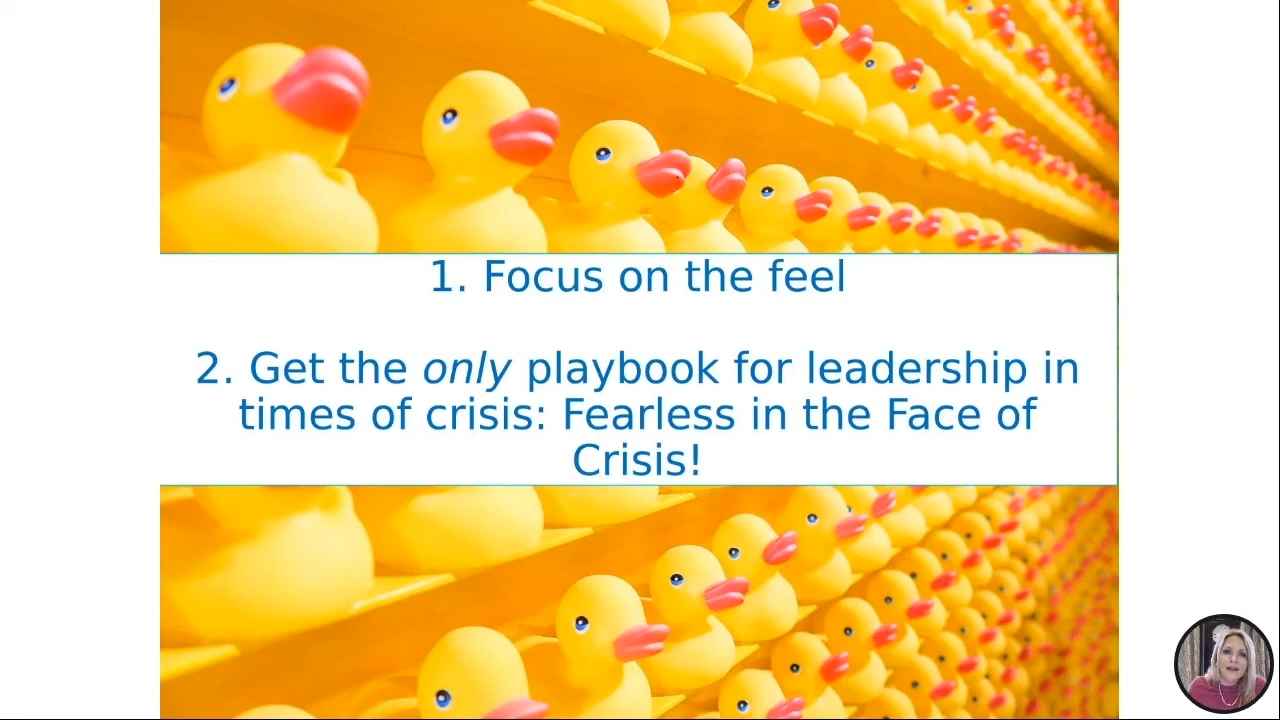 1. Focus on the feel
2. Get the only playbook for leadership in
times of crisis: Fearless in the Face of
Crisis!